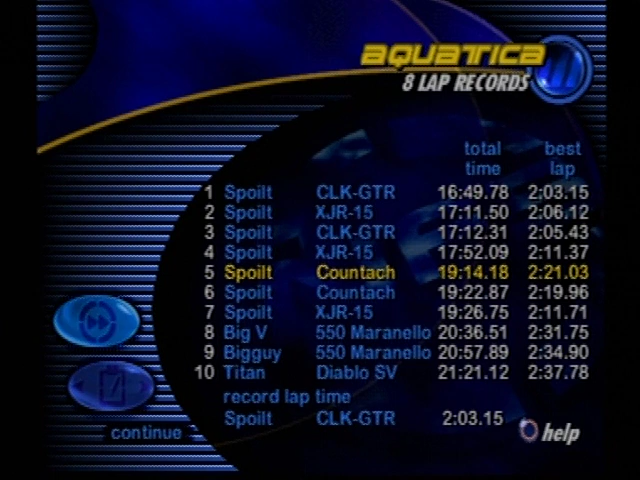 AQUATICA
8 LAP RECORDS
total time best lap
1 Spoilt CLK-GTR 16:49.78 2:03.15
2 Spoilt XJR-15 17:11.50 2:06.12
3 Spoilt CLK-GTR 17:12.31 2:05.43
4 Spoilt XJR-15 17:52.09 2:11.37
5 Spoilt Countach 19:14.18 2:21.03
6 Spoilt Countach 19:22.87 2:19.96
7 Spoilt XJR-15 19:26.75 2:11.71
8 Big V 550 Maranello 20:36.51 2:31.75
9 Bigguy 550 Maranello 20:57.89 2:34.90
10 Titan Diablo SV 21:21.12 2:37.78
record lap time
Spoilt CLK-GTR 2:03.15
continue
help